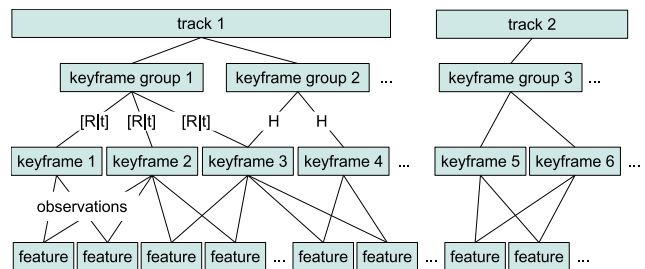 track 1 track 2
keyframe group 1 keyframe group 2 ... keyframe group 3 ...
[R|t] [R|t] [R|t] H H
keyframe 1 keyframe 2 keyframe 3 keyframe 4 ... keyframe 5 keyframe 6 ...
observations
feature feature feature feature ... feature feature ... feature feature ...